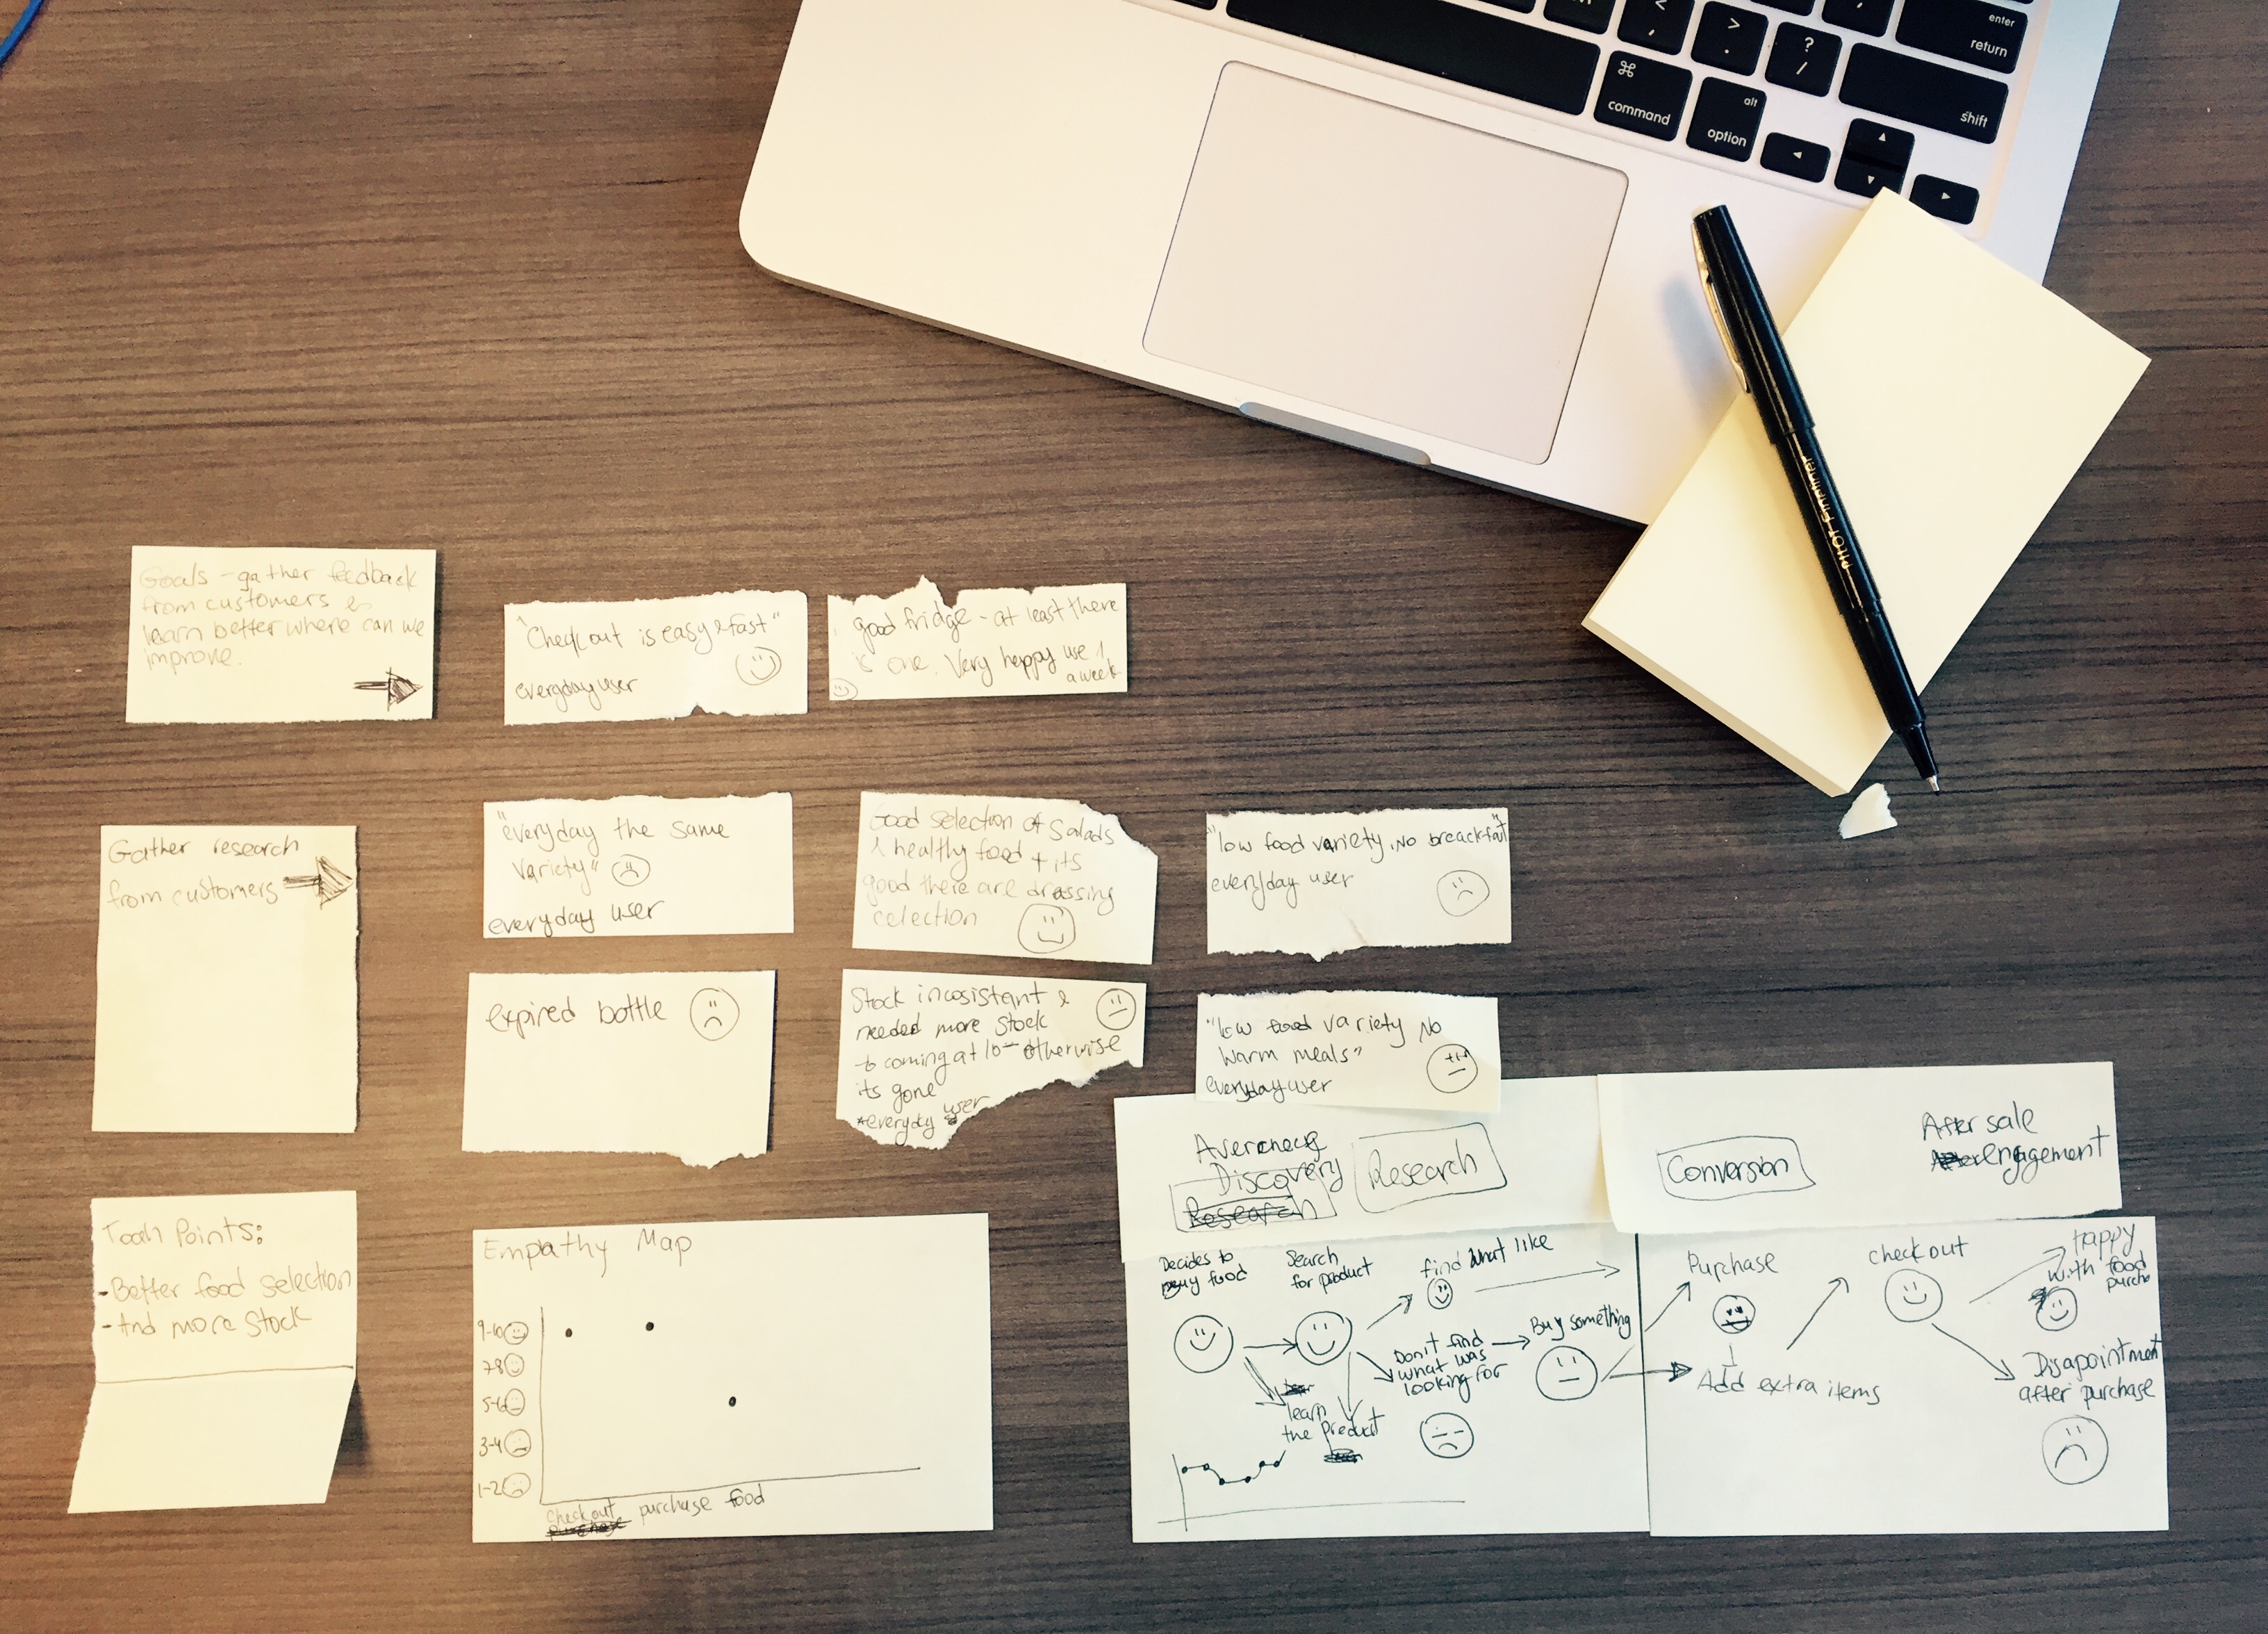 enter
return
<
,
>
.
?
/
⌘
command
alt
option
shift
PILOT Fineliner
Goals - gather feedback
from customers &
learn better where can we
improve.
"Checkout is easy & fast"
everyday user
good fridge - at least there
is one. Very happy use 1
a week
Gather research
from customers
"everyday the same
variety"
everyday user
Good selection of Salads
& healthy food + its
good there are dressing
celection
"low food variety, No breackfast"
everyday user
expired bottle
Stock incosistant &
needed more stock
to coming at 10 - otherwise
its gone
everyday user
"low food variety No
warm meals"
everyday user
Toah Points:
- Better food selection
- And more Stock
Empathy Map
9-10
7-8
5-6
3-4
1-2
checkout purchase food
Discovery
Research
Research
Conversion
After sale
engagement
Decides to
buy food
Search
for product
find what like
Don't find
what was
looking for
Buy something
learn
the product
Purchase
Add extra items
checkout
Happy
with food
Disapointment
after purchase